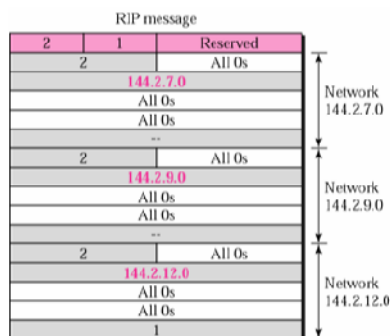 RIP message
2 1 Reserved
2 All 0s
144.2.7.0
All 0s
All 0s
--
Network
144.2.7.0
2 All 0s
144.2.9.0
All 0s
All 0s
--
Network
144.2.9.0
2 All 0s
144.2.12.0
All 0s
All 0s
1
Network
144.2.12.0